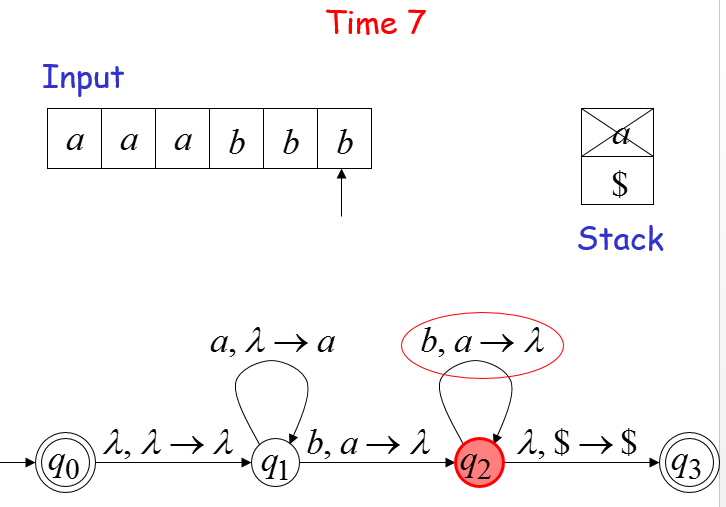 Time 7
Input
a a a b b b
a
$
Stack
a, λ → a
b, a → λ
λ, λ → λ
b, a → λ
λ, $ → $
q0
q1
q2
q3